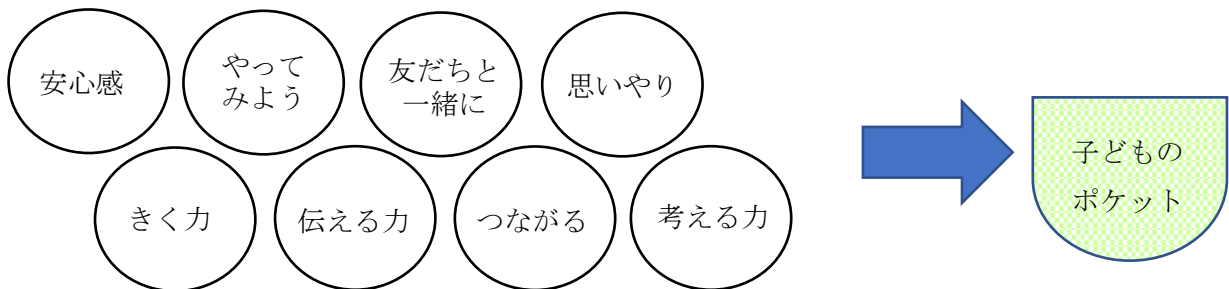 安心感
やって
みよう
友だちと
一緒に
思いやり
きく力
伝える力
つながる
考える力
子どもの
ポケット